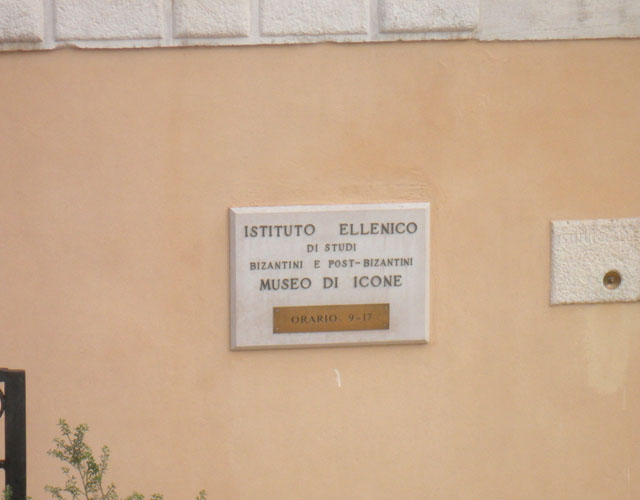 ISTITUTO ELLENICO
DI STUDI
BIZANTINI E POST-BIZANTINI
MUSEO DI ICONE
ORARIO 9-17